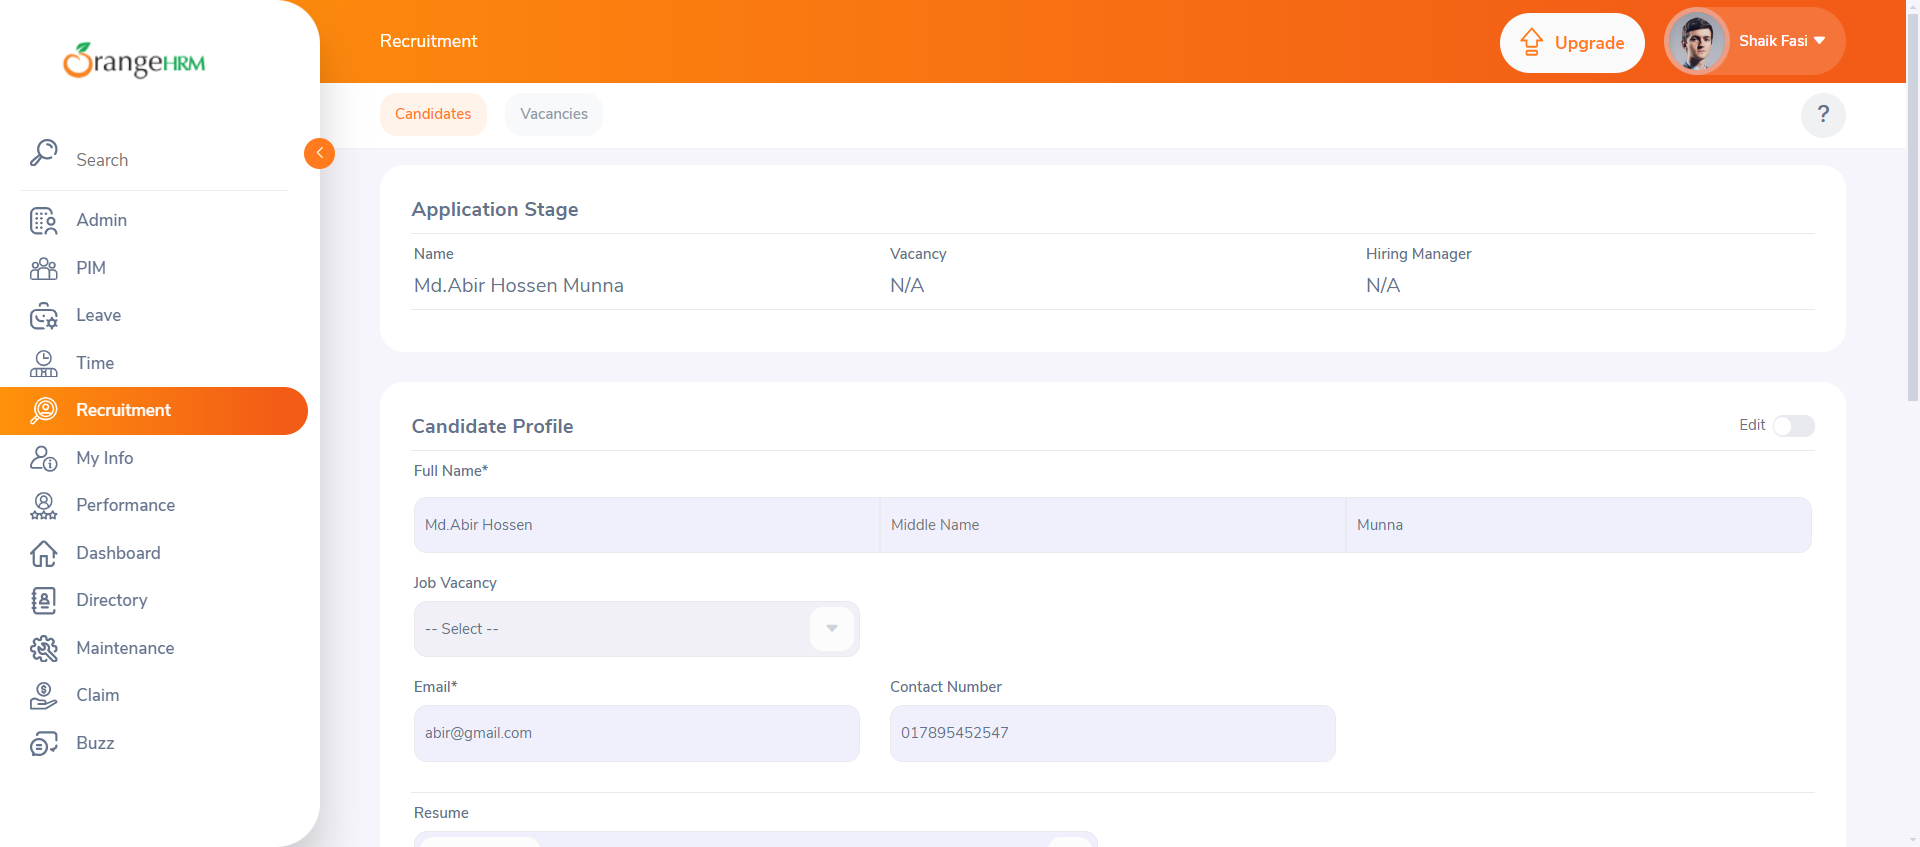 OrangeHRM
Recruitment
Upgrade
Shaik Fasi
Candidates
Vacancies
?
Search
Admin
PIM
Leave
Time
Recruitment
My Info
Performance
Dashboard
Directory
Maintenance
Claim
Buzz
Application Stage
Name
Vacancy
Hiring Manager
Md.Abir Hossen Munna
N/A
N/A
Candidate Profile
Edit
Full Name*
Md.Abir Hossen
Middle Name
Munna
Job Vacancy
-- Select --
Email*
Contact Number
abir@gmail.com
017895452547
Resume